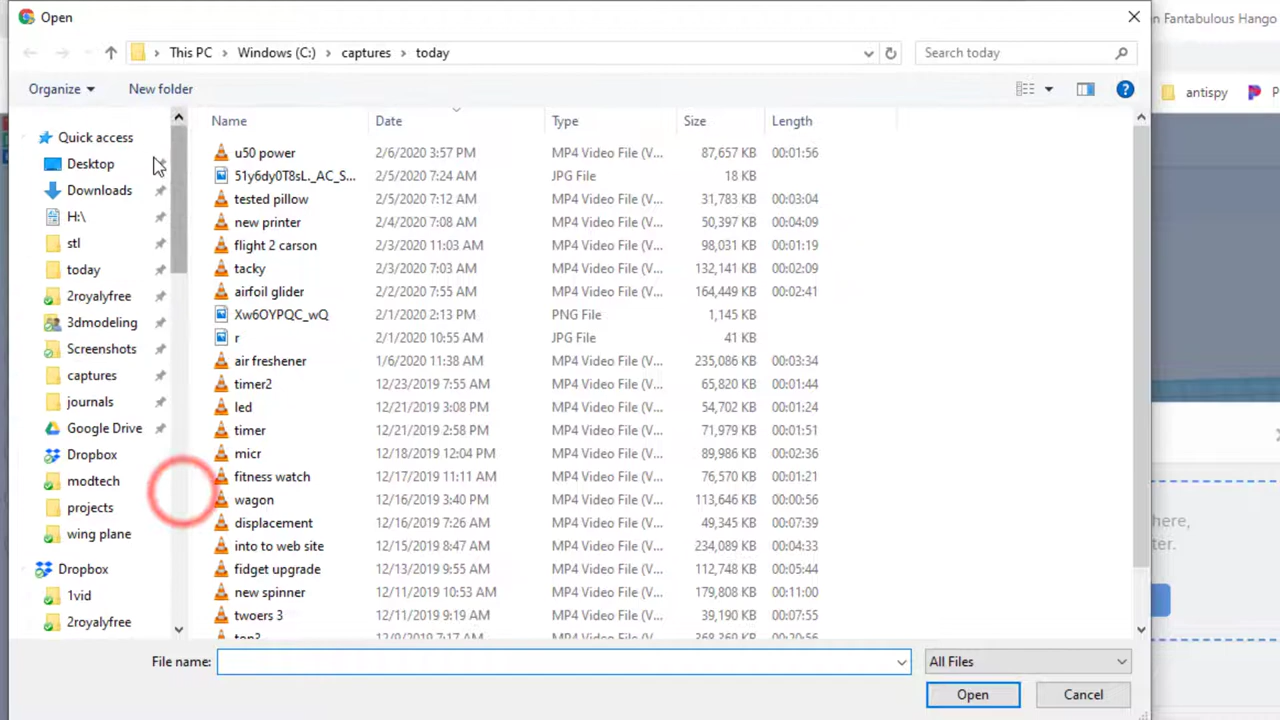 Open
en Fantabulous Hango
This PC > Windows (C:) > captures > today
Search today
Organize
New folder
antispy
P
Name Date Type Size Length
Quick access
Desktop
Downloads
H:\
stl
today
2royalyfree
3dmodeling
Screenshots
captures
journals
Google Drive
Dropbox
modtech
projects
wing plane
Dropbox
1vid
2royalyfree
u50 power 2/6/2020 3:57 PM MP4 Video File (V... 87,657 KB 00:01:56
51y6dy0T8sL._AC_S... 2/5/2020 7:24 AM JPG File 18 KB
tested pillow 2/5/2020 7:12 AM MP4 Video File (V... 31,783 KB 00:03:04
new printer 2/4/2020 7:08 AM MP4 Video File (V... 50,397 KB 00:04:09
flight 2 carson 2/3/2020 11:03 AM MP4 Video File (V... 98,031 KB 00:01:19
tacky 2/3/2020 7:03 AM MP4 Video File (V... 132,141 KB 00:02:09
airfoil glider 2/2/2020 7:55 AM MP4 Video File (V... 164,449 KB 00:02:41
Xw6OYPQC_wQ 2/1/2020 2:13 PM PNG File 1,145 KB
r 2/1/2020 10:55 AM JPG File 41 KB
air freshener 1/6/2020 11:38 AM MP4 Video File (V... 235,086 KB 00:03:34
timer2 12/23/2019 7:55 AM MP4 Video File (V... 65,820 KB 00:01:44
led 12/21/2019 3:08 PM MP4 Video File (V... 54,702 KB 00:01:24
timer 12/21/2019 2:58 PM MP4 Video File (V... 71,979 KB 00:01:51
micr 12/18/2019 12:04 PM MP4 Video File (V... 89,986 KB 00:02:36
fitness watch 12/17/2019 11:11 AM MP4 Video File (V... 76,570 KB 00:01:21
wagon 12/16/2019 3:40 PM MP4 Video File (V... 113,646 KB 00:00:56
displacement 12/16/2019 7:26 AM MP4 Video File (V... 49,345 KB 00:07:39
into to web site 12/15/2019 8:47 AM MP4 Video File (V... 234,089 KB 00:04:33
fidget upgrade 12/13/2019 9:55 AM MP4 Video File (V... 112,748 KB 00:05:44
new spinner 12/11/2019 10:53 AM MP4 Video File (V... 179,808 KB 00:11:00
twoers 3 12/11/2019 9:19 AM MP4 Video File (V... 39,190 KB 00:07:55
12/9/2019 7:17 AM MP4 Video File (V...
here,
ter.
File name:
All Files
Open
Cancel